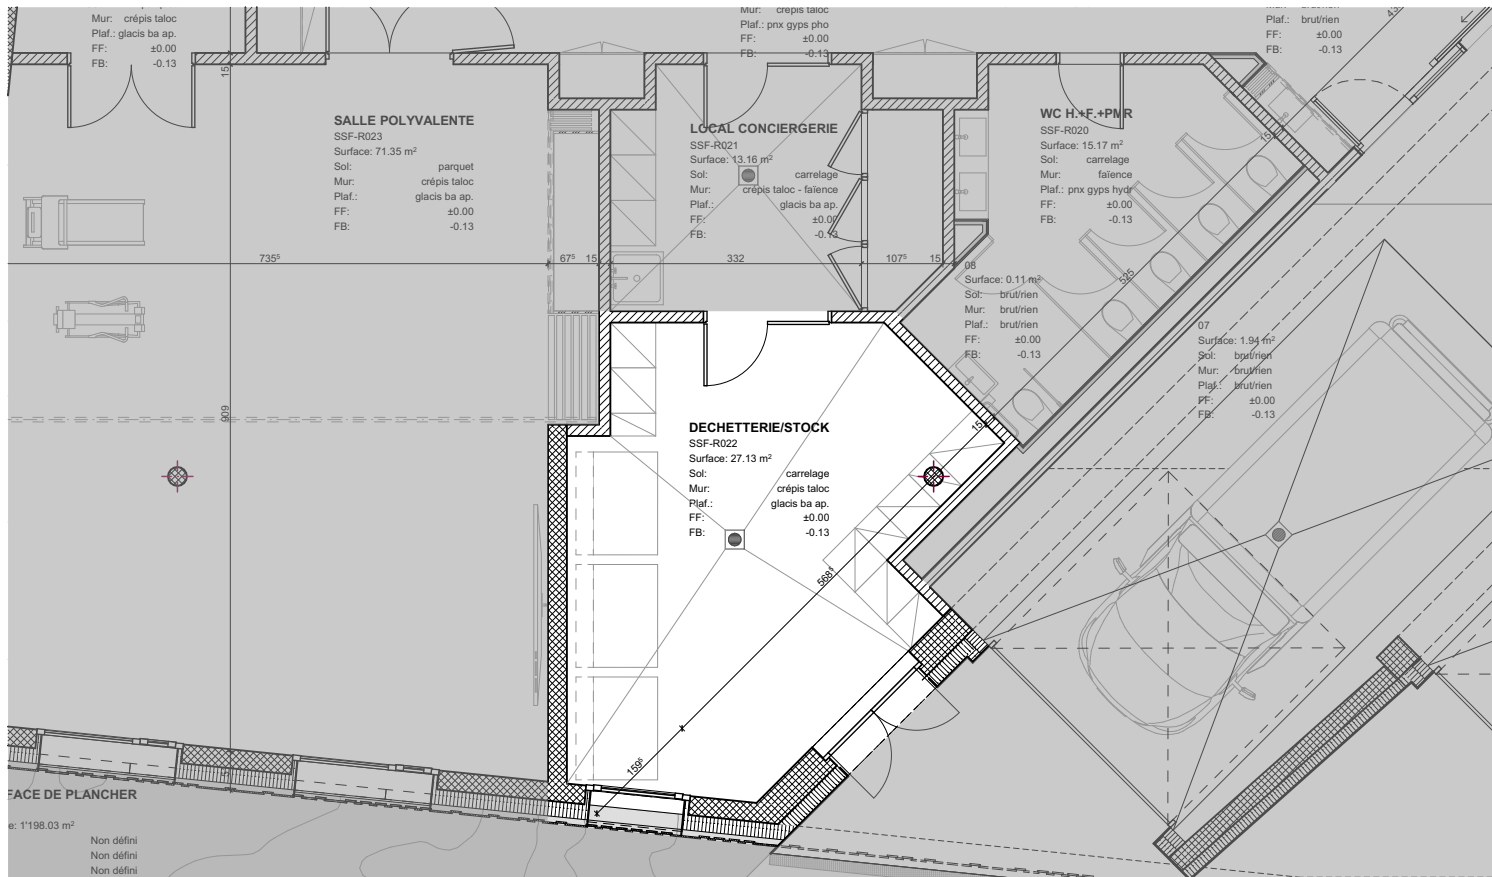 Mur: crépis taloc
Plaf.: glacis ba ap.
FF: ±0.00
FB: -0.13
Mur: crépis taloc
Plaf.: pnx gyps pho
FF: ±0.00
FB: -0.13
Plaf.: brut/rien
FF: ±0.00
FB: -0.13
15
SALLE POLYVALENTE
SSF-R023
Surface: 71.35 m²
Sol: parquet
Mur: crépis taloc
Plaf.: glacis ba ap.
FF: ±0.00
FB: -0.13
LOCAL CONCIERGERIE
SSF-R021
Surface: 13.16 m²
Sol: carrelage
Mur: crépis taloc - faïence
Plaf.: glacis ba ap.
FF: ±0.00
FB: -0.13
WC H.+F.+PMR
SSF-R020
Surface: 15.17 m²
Sol: carrelage
Mur: faïence
Plaf.: pnx gyps hydr
FF: ±0.00
FB: -0.13
15
735⁵
67⁵
15
332
107⁵
15
525
08
Surface: 0.11 m²
Sol: brut/rien
Mur: brut/rien
Plaf.: brut/rien
FF: ±0.00
FB: -0.13
07
Surface: 1.94 m²
Sol: brut/rien
Mur: brut/rien
Plaf.: brut/rien
FF: ±0.00
FB: -0.13
909
DECHETTERIE/STOCK
SSF-R022
Surface: 27.13 m²
Sol: carrelage
Mur: crépis taloc
Plaf.: glacis ba ap.
FF: ±0.00
FB: -0.13
15
568⁵
159⁵
FACE DE PLANCHER
e: 1'198.03 m²
Non défini
Non défini
Non défini